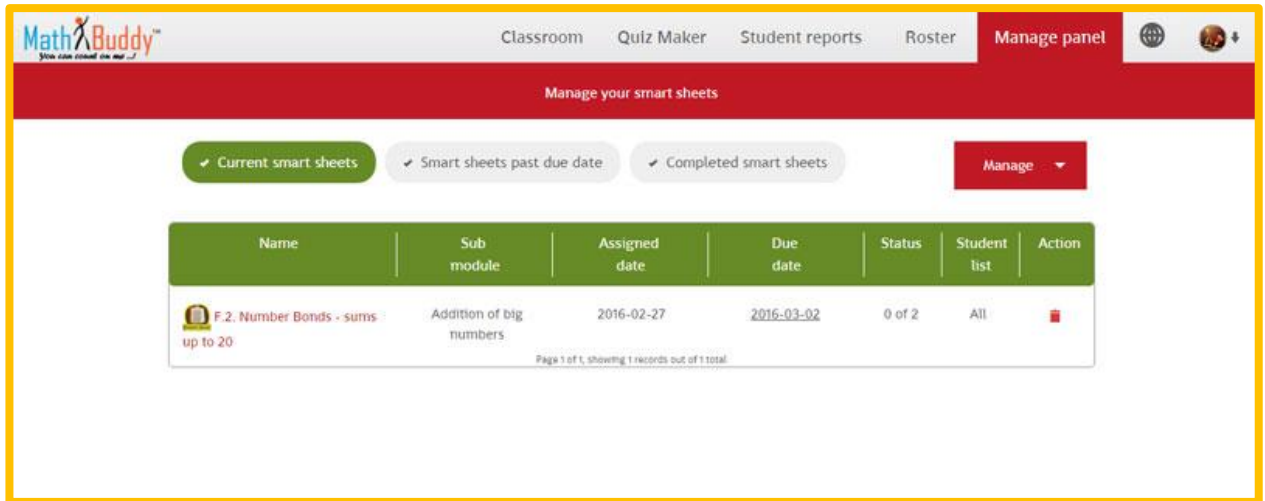 Math Buddy™
You can count on me ...!
Classroom Quiz Maker Student reports Roster Manage panel
Manage your smart sheets
✓ Current smart sheets ✓ Smart sheets past due date ✓ Completed smart sheets Manage
Name Sub module Assigned date Due date Status Student list Action
F.2. Number Bonds - sums up to 20 Addition of big numbers 2016-02-27 2016-03-02 0 of 2 All
Page 1 of 1, showing 1 records out of 1 total